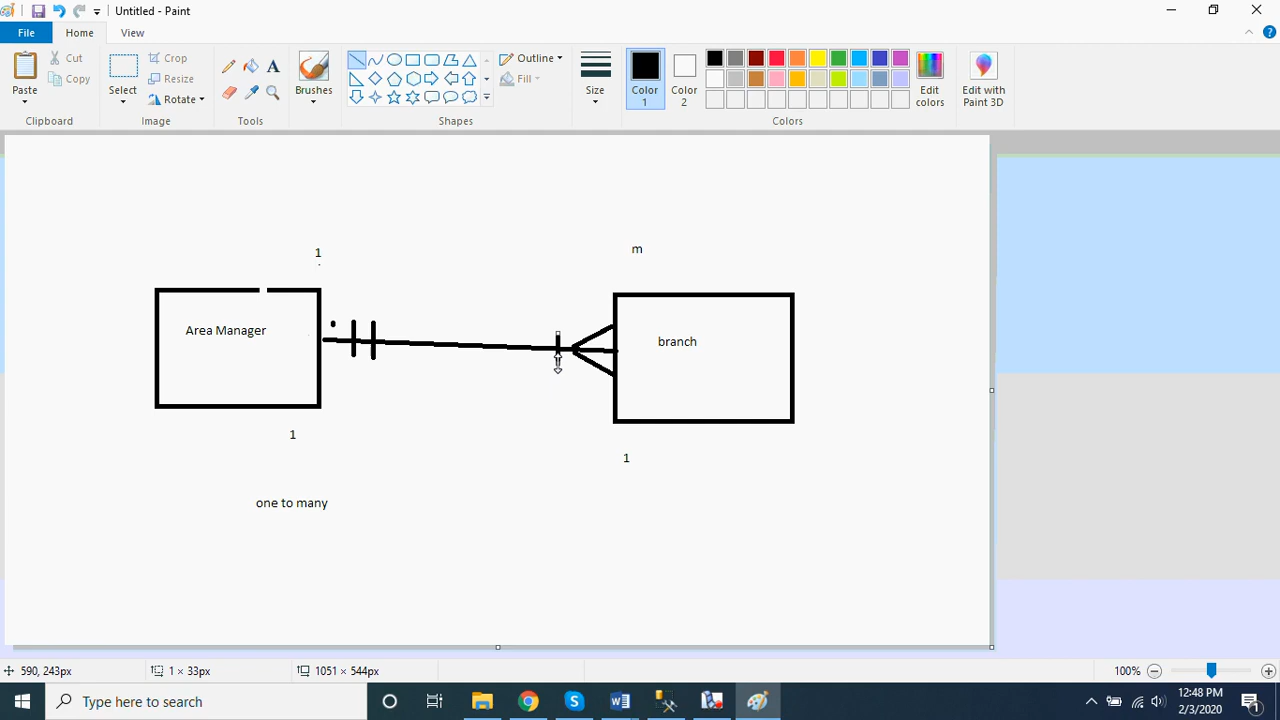 Untitled - Paint
File
Home
View
Paste
Cut
Copy
Clipboard
Select
Crop
Resize
Rotate
Image
Tools
Brushes
Shapes
Outline
Fill
Size
Color
1
Color
2
Edit
colors
Edit with
Paint 3D
Colors
1
m
Area Manager
branch
1
1
one to many
590, 243px
1 × 33px
1051 × 544px
100%
Type here to search
12:48 PM
2/3/2020